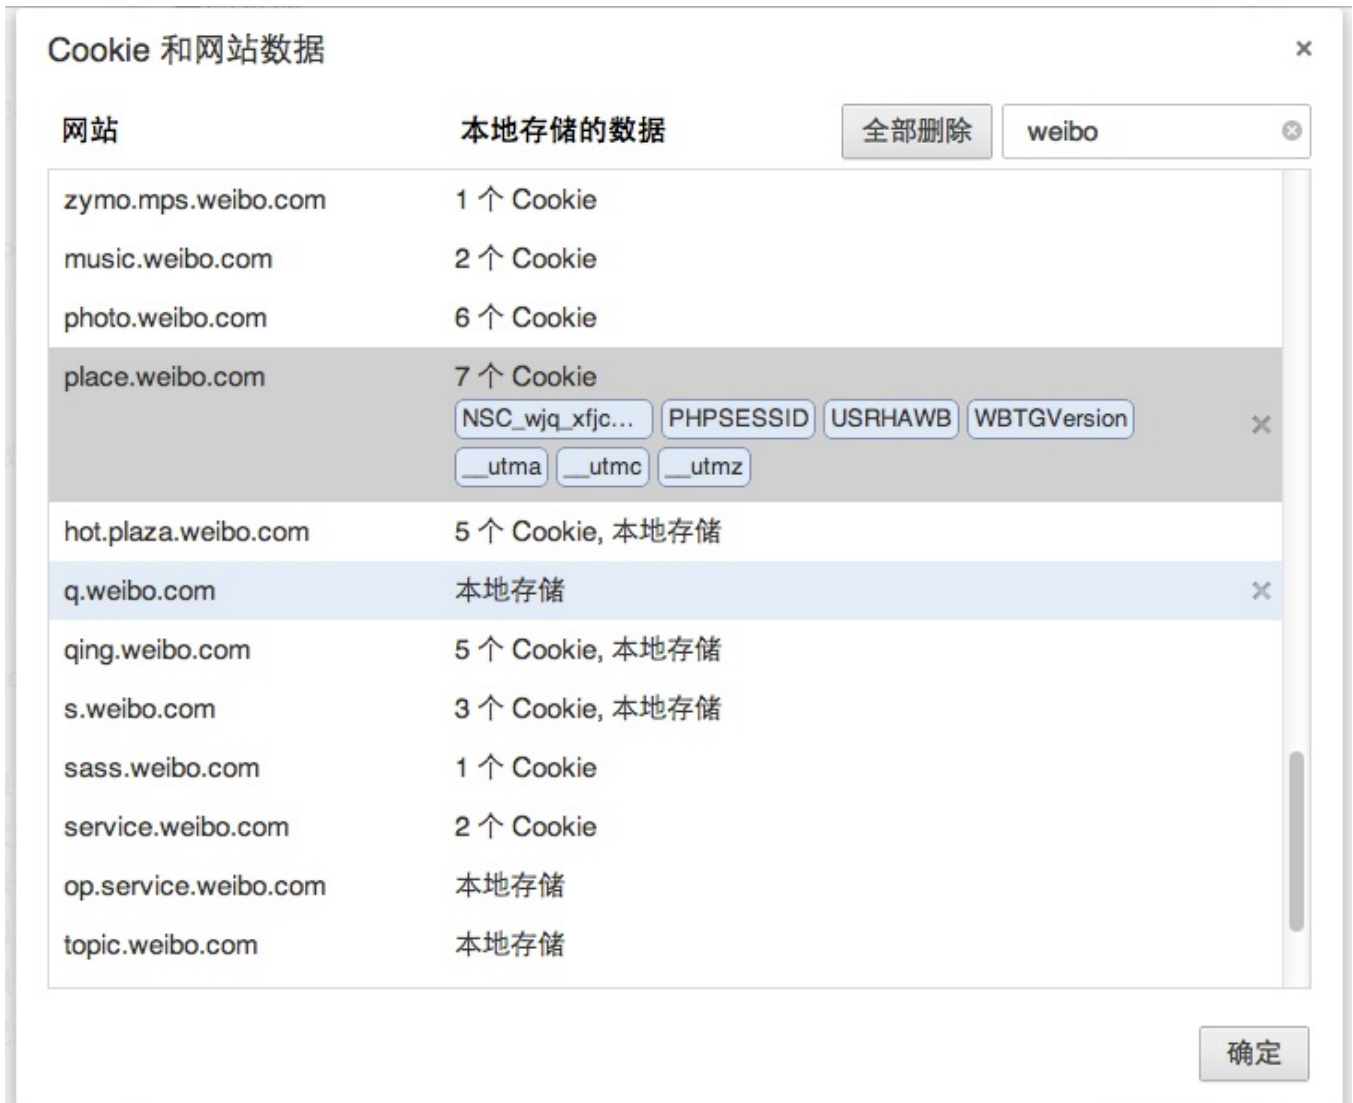 Cookie 和网站数据
网站 本地存储的数据 全部删除 weibo
zymo.mps.weibo.com 1 个 Cookie
music.weibo.com 2 个 Cookie
photo.weibo.com 6 个 Cookie
place.weibo.com 7 个 Cookie
NSC_wjq_xfjc... PHPSESSID USRHAWB WBTGVersion
__utma __utmc __utmz
hot.plaza.weibo.com 5 个 Cookie, 本地存储
q.weibo.com 本地存储
qing.weibo.com 5 个 Cookie, 本地存储
s.weibo.com 3 个 Cookie, 本地存储
sass.weibo.com 1 个 Cookie
service.weibo.com 2 个 Cookie
op.service.weibo.com 本地存储
topic.weibo.com 本地存储
确定